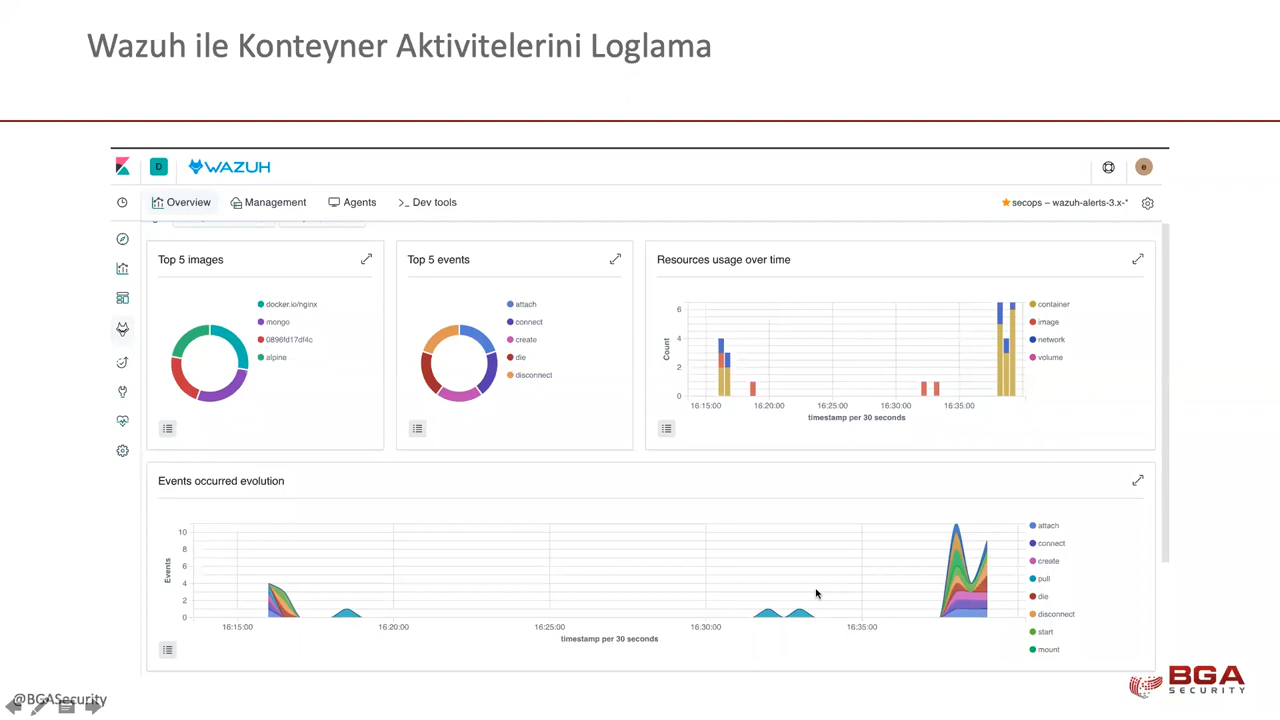 Wazuh ile Konteyner Aktivitelerini Loglama
D
WAZUH
e
Overview
Management
Agents
>_ Dev tools
secops – wazuh-alerts-3.x-*
Top 5 images
docker.io/nginx
mongo
0896fd17df4c
alpine
Top 5 events
attach
connect
create
die
disconnect
Resources usage over time
Count
6
4
2
0
16:15:00
16:20:00
16:25:00
16:30:00
16:35:00
timestamp per 30 seconds
container
image
network
volume
Events occurred evolution
Events
10
8
6
4
2
0
16:15:00
16:20:00
16:25:00
16:30:00
16:35:00
timestamp per 30 seconds
attach
connect
create
pull
die
disconnect
start
mount
@BGASecurity
BGA
SECURITY